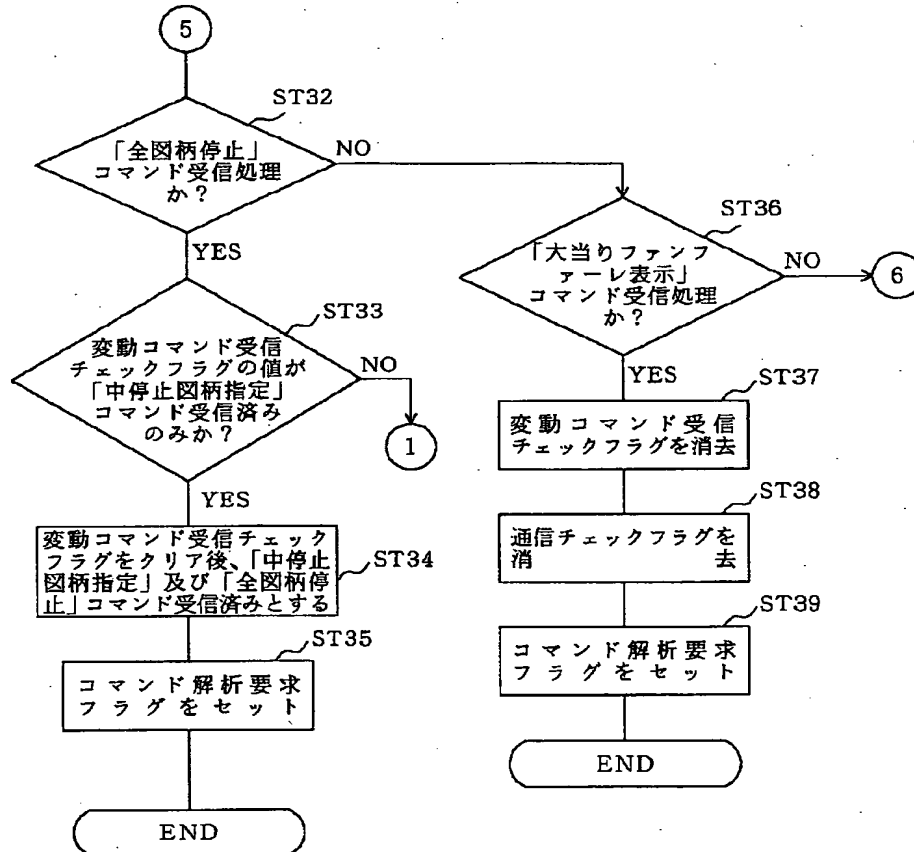 5
ST32
「全図柄停止」
コマンド受信処理
か?
NO
YES
ST33
変動コマンド受信
チェックフラグの値が
「中停止図柄指定」
コマンド受信済み
のみか?
NO
1
YES
変動コマンド受信チェック
フラグをクリア後、「中停止
図柄指定」及び「全図柄停
止」コマンド受信済みとする
ST34
ST35
コマンド解析要求
フラグをセット
END
ST36
「大当りファンフ
ァーレ表示」
コマンド受信処理
か?
NO
6
YES
ST37
変動コマンド受信
チェックフラグを消去
ST38
通信チェックフラグを
消去
ST39
コマンド解析要求
フラグをセット
END